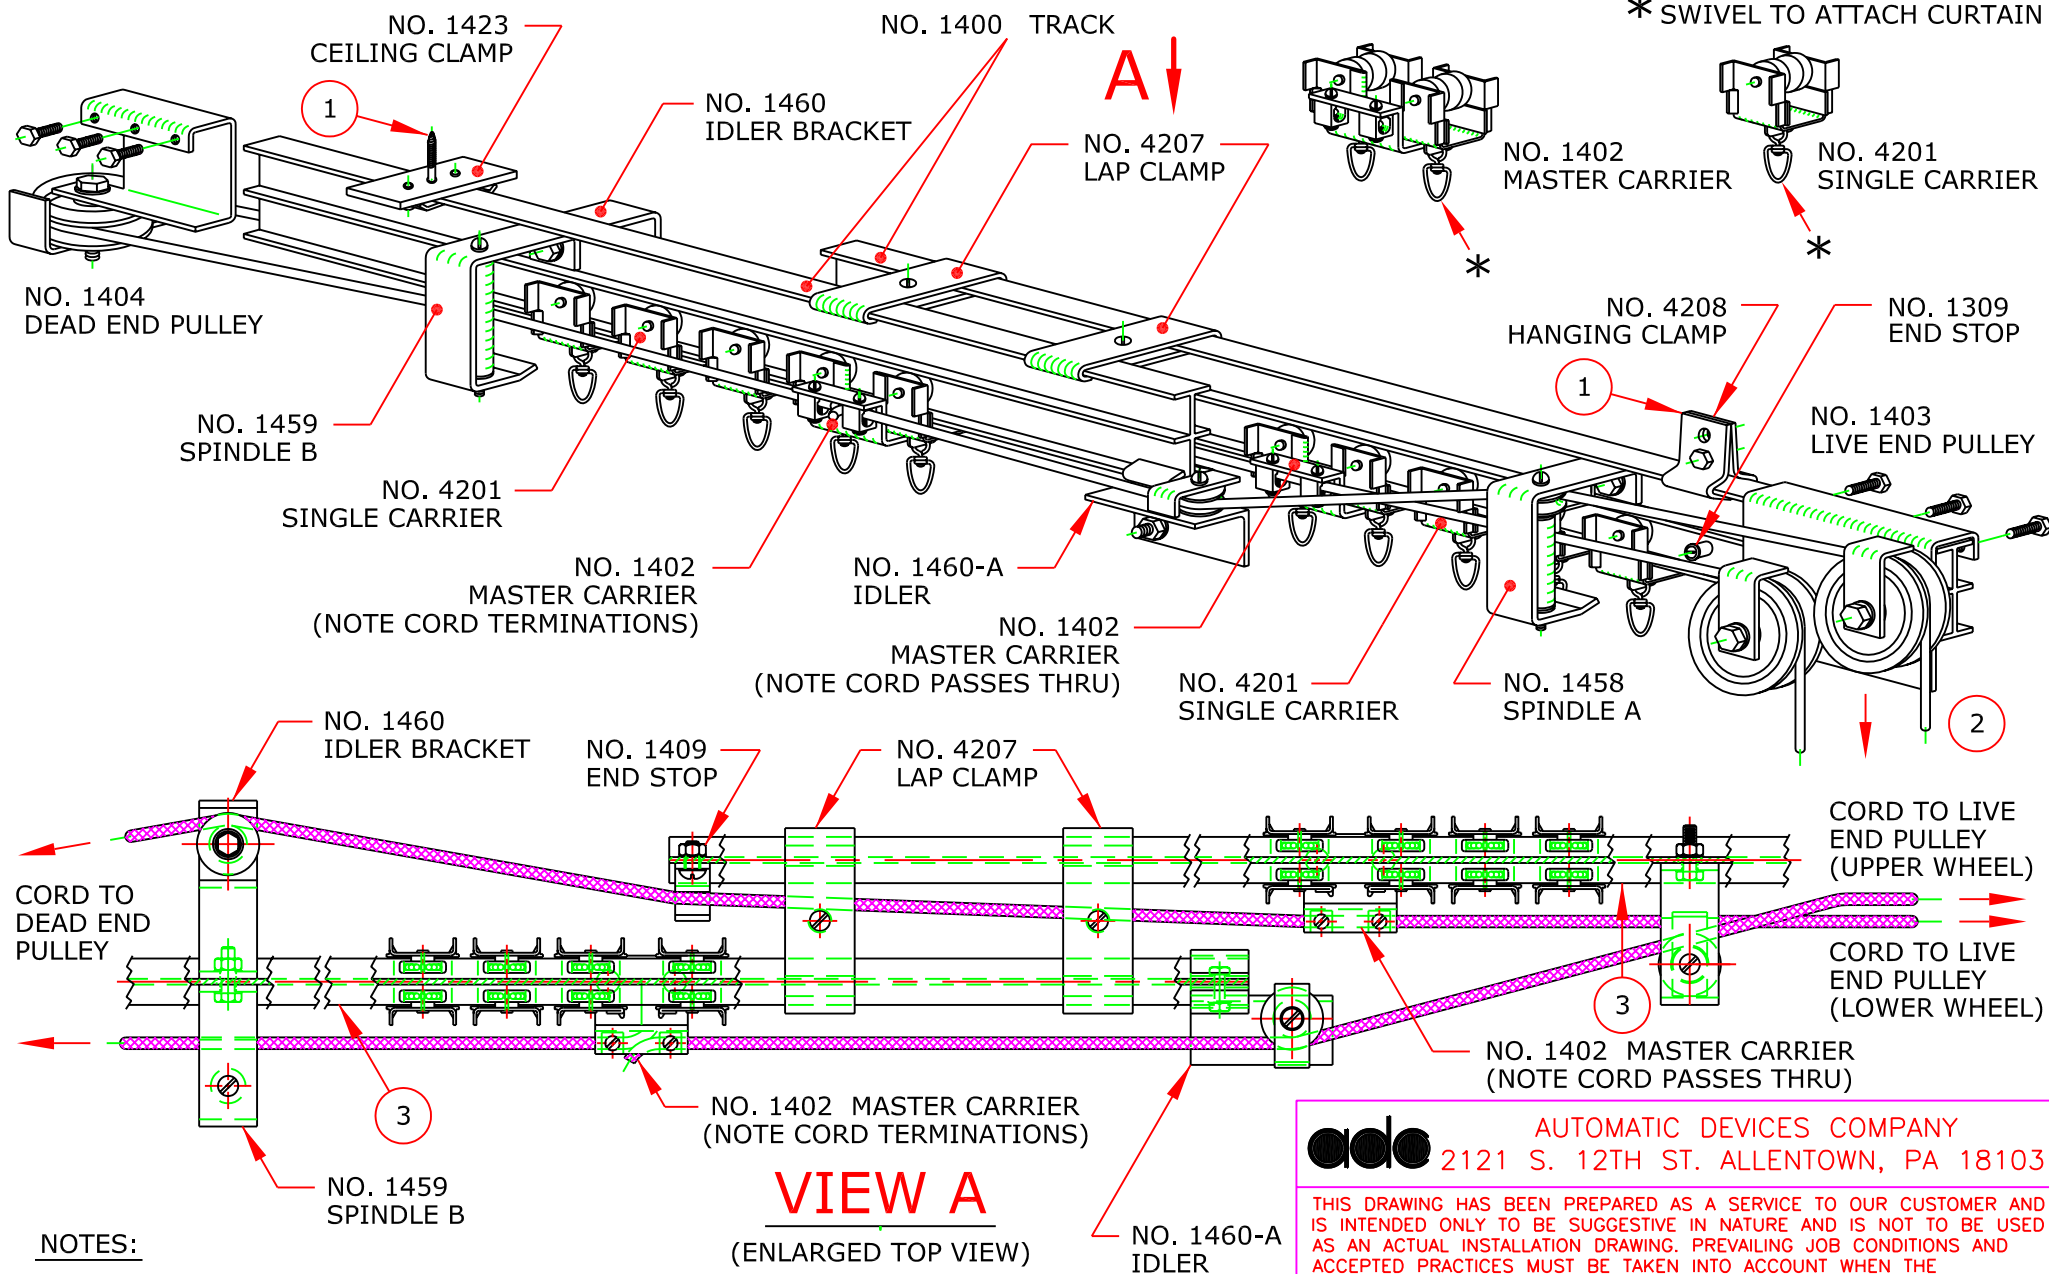 * SWIVEL TO ATTACH CURTAIN
NO. 1423
CEILING CLAMP
NO. 1400 TRACK
A
1
NO. 1460
IDLER BRACKET
NO. 4207
LAP CLAMP
NO. 1402
MASTER CARRIER
NO. 4201
SINGLE CARRIER
*
*
NO. 1404
DEAD END PULLEY
NO. 4208
HANGING CLAMP
NO. 1309
END STOP
1
NO. 1403
LIVE END PULLEY
NO. 1459
SPINDLE B
NO. 4201
SINGLE CARRIER
NO. 1402
MASTER CARRIER
(NOTE CORD TERMINATIONS)
NO. 1460-A
IDLER
NO. 1402
MASTER CARRIER
(NOTE CORD PASSES THRU)
NO. 4201
SINGLE CARRIER
NO. 1458
SPINDLE A
2
NO. 1460
IDLER BRACKET
NO. 1409
END STOP
NO. 4207
LAP CLAMP
CORD TO LIVE
END PULLEY
(UPPER WHEEL)
CORD TO
DEAD END
PULLEY
CORD TO LIVE
END PULLEY
(LOWER WHEEL)
3
3
NO. 1402 MASTER CARRIER
(NOTE CORD PASSES THRU)
NO. 1402 MASTER CARRIER
(NOTE CORD TERMINATIONS)
NO. 1459
SPINDLE B
VIEW A
(ENLARGED TOP VIEW)
NO. 1460-A
IDLER
NOTES:
adc
AUTOMATIC DEVICES COMPANY
2121 S. 12TH ST. ALLENTOWN, PA 18103
THIS DRAWING HAS BEEN PREPARED AS A SERVICE TO OUR CUSTOMER AND
IS INTENDED ONLY TO BE SUGGESTIVE IN NATURE AND IS NOT TO BE USED
AS AN ACTUAL INSTALLATION DRAWING. PREVAILING JOB CONDITIONS AND
ACCEPTED PRACTICES MUST BE TAKEN INTO ACCOUNT WHEN THE